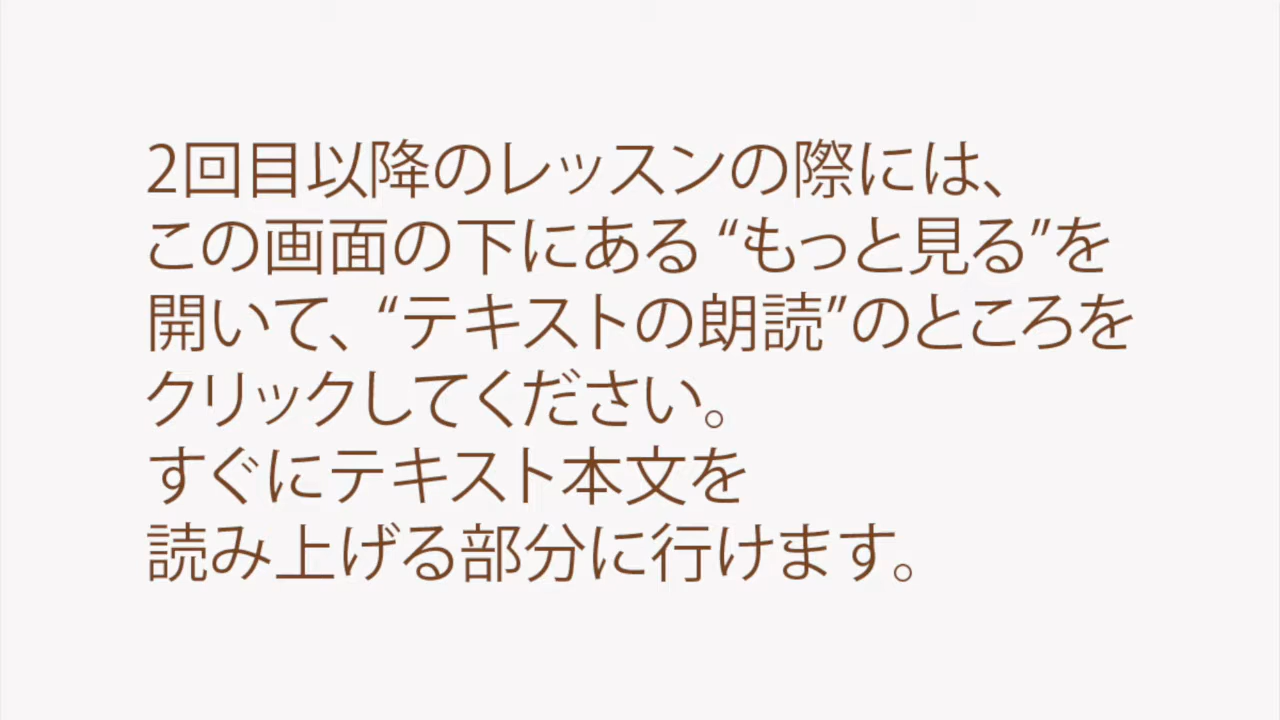 2回目以降のレッスンの際には、
この画面の下にある “もっと見る”を
開いて、“テキストの朗読”のところを
クリックしてください。
すぐにテキスト本文を
読み上げる部分に行けます。